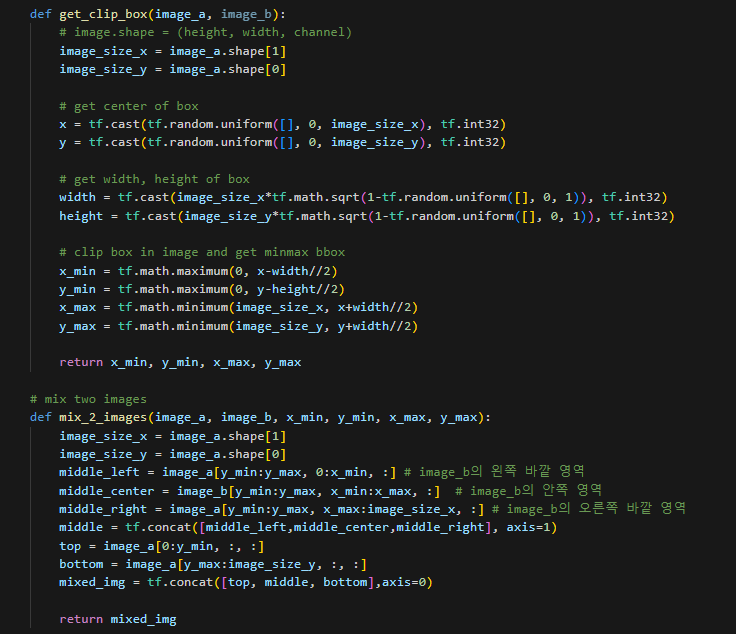 def get_clip_box(image_a, image_b):
    # image.shape = (height, width, channel)
    image_size_x = image_a.shape[1]
    image_size_y = image_a.shape[0]

    # get center of box
    x = tf.cast(tf.random.uniform([], 0, image_size_x), tf.int32)
    y = tf.cast(tf.random.uniform([], 0, image_size_y), tf.int32)

    # get width, height of box
    width = tf.cast(image_size_x*tf.math.sqrt(1-tf.random.uniform([], 0, 1)), tf.int32)
    height = tf.cast(image_size_y*tf.math.sqrt(1-tf.random.uniform([], 0, 1)), tf.int32)

    # clip box in image and get minmax bbox
    x_min = tf.math.maximum(0, x-width//2)
    y_min = tf.math.maximum(0, y-height//2)
    x_max = tf.math.minimum(image_size_x, x+width//2)
    y_max = tf.math.minimum(image_size_y, y+width//2)

    return x_min, y_min, x_max, y_max

# mix two images
def mix_2_images(image_a, image_b, x_min, y_min, x_max, y_max):
    image_size_x = image_a.shape[1]
    image_size_y = image_a.shape[0]
    middle_left = image_a[y_min:y_max, 0:x_min, :] # image_b의 왼쪽 바깥 영역
    middle_center = image_b[y_min:y_max, x_min:x_max, :]  # image_b의 안쪽 영역
    middle_right = image_a[y_min:y_max, x_max:image_size_x, :] # image_b의 오른쪽 바깥 영역
    middle = tf.concat([middle_left,middle_center,middle_right], axis=1)
    top = image_a[0:y_min, :, :]
    bottom = image_a[y_max:image_size_y, :, :]
    mixed_img = tf.concat([top, middle, bottom],axis=0)

    return mixed_img